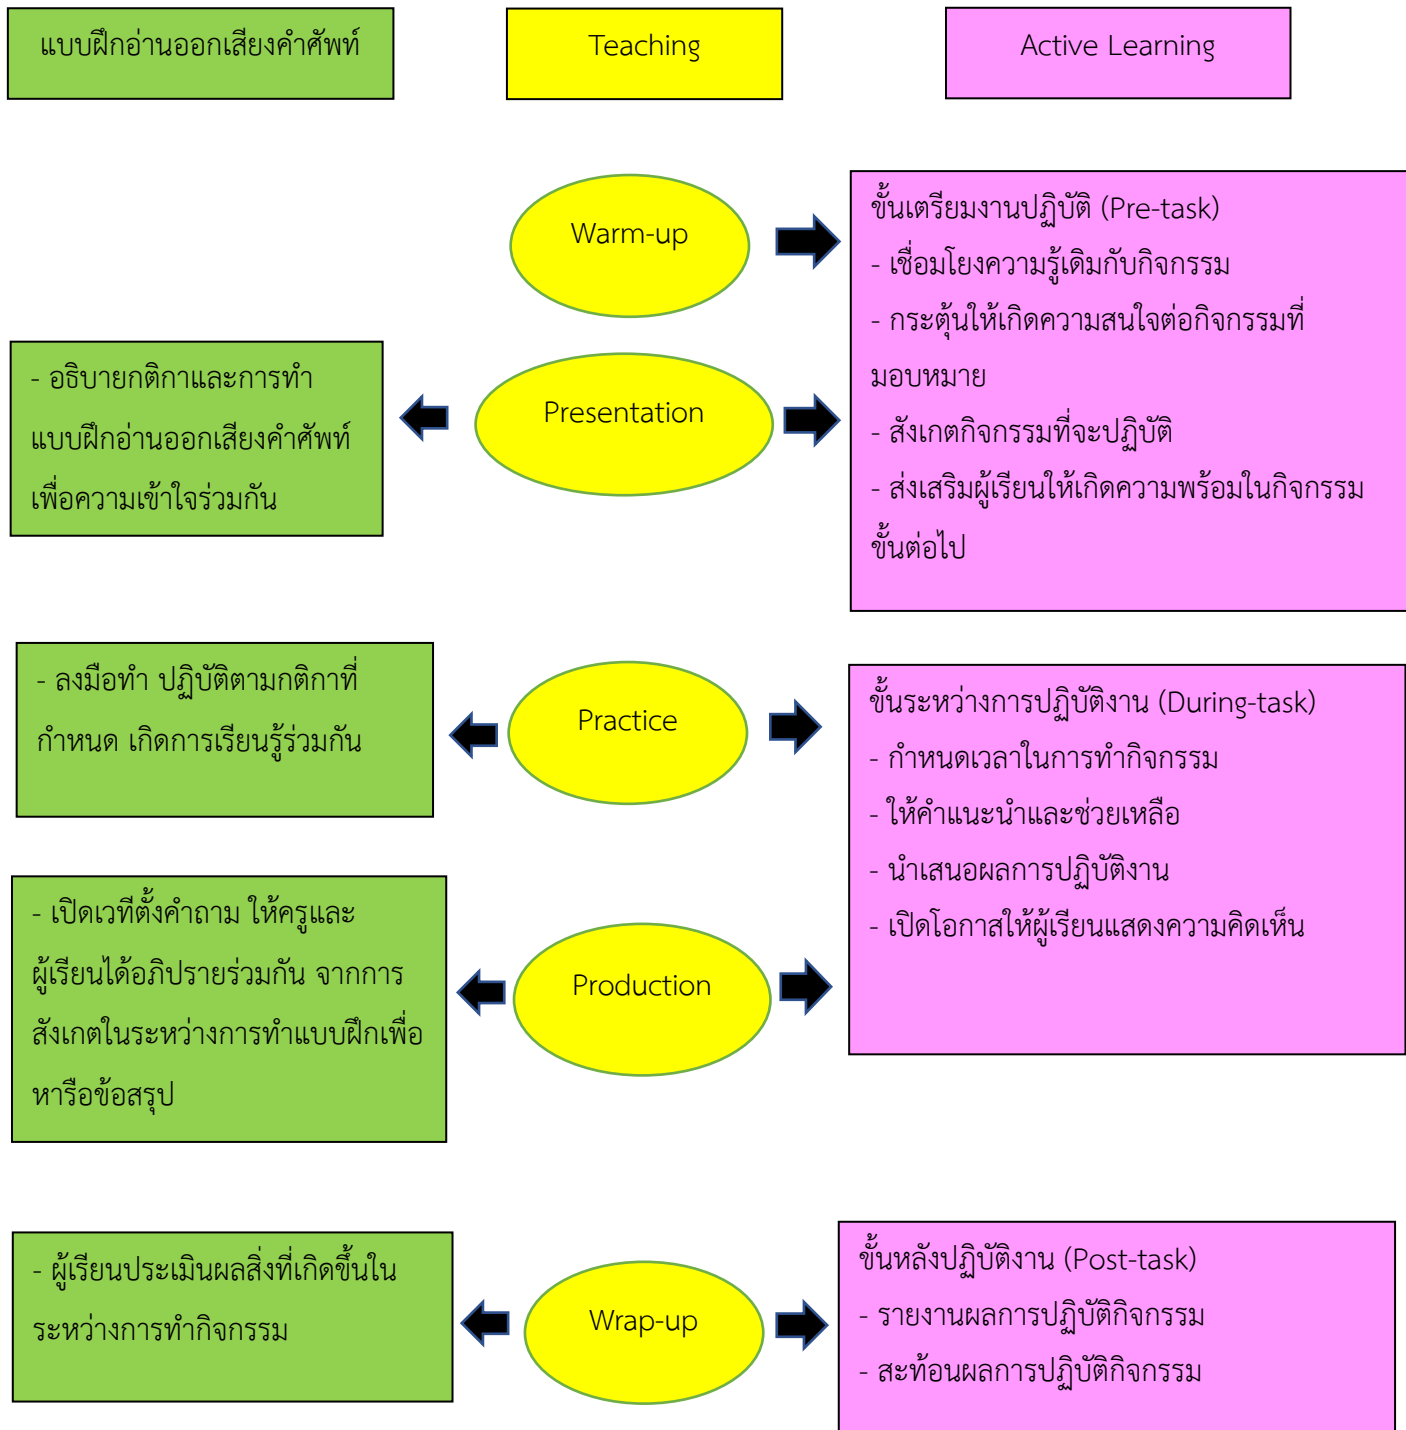 แบบฝึกอ่านออกเสียงคำศัพท์
Teaching
Active Learning
Warm-up
ขั้นเตรียมงานปฏิบัติ (Pre-task)
- เชื่อมโยงความรู้เดิมกับกิจกรรม
- กระตุ้นให้เกิดความสนใจต่อกิจกรรมที่
มอบหมาย
- สังเกตกิจกรรมที่จะปฏิบัติ
- ส่งเสริมผู้เรียนให้เกิดความพร้อมในกิจกรรม
ขั้นต่อไป
- อธิบายกติกาและการทำ
แบบฝึกอ่านออกเสียงคำศัพท์
เพื่อความเข้าใจร่วมกัน
Presentation
- ลงมือทำ ปฏิบัติตามกติกาที่
กำหนด เกิดการเรียนรู้ร่วมกัน
Practice
ขั้นระหว่างการปฏิบัติงาน (During-task)
- กำหนดเวลาในการทำกิจกรรม
- ให้คำแนะนำและช่วยเหลือ
- นำเสนอผลการปฏิบัติงาน
- เปิดโอกาสให้ผู้เรียนแสดงความคิดเห็น
- เปิดเวทีตั้งคำถาม ให้ครูและ
ผู้เรียนได้อภิปรายร่วมกัน จากการ
สังเกตในระหว่างการทำแบบฝึกเพื่อ
หารือข้อสรุป
Production
- ผู้เรียนประเมินผลสิ่งที่เกิดขึ้นใน
ระหว่างการทำกิจกรรม
Wrap-up
ขั้นหลังปฏิบัติงาน (Post-task)
- รายงานผลการปฏิบัติกิจกรรม
- สะท้อนผลการปฏิบัติกิจกรรม